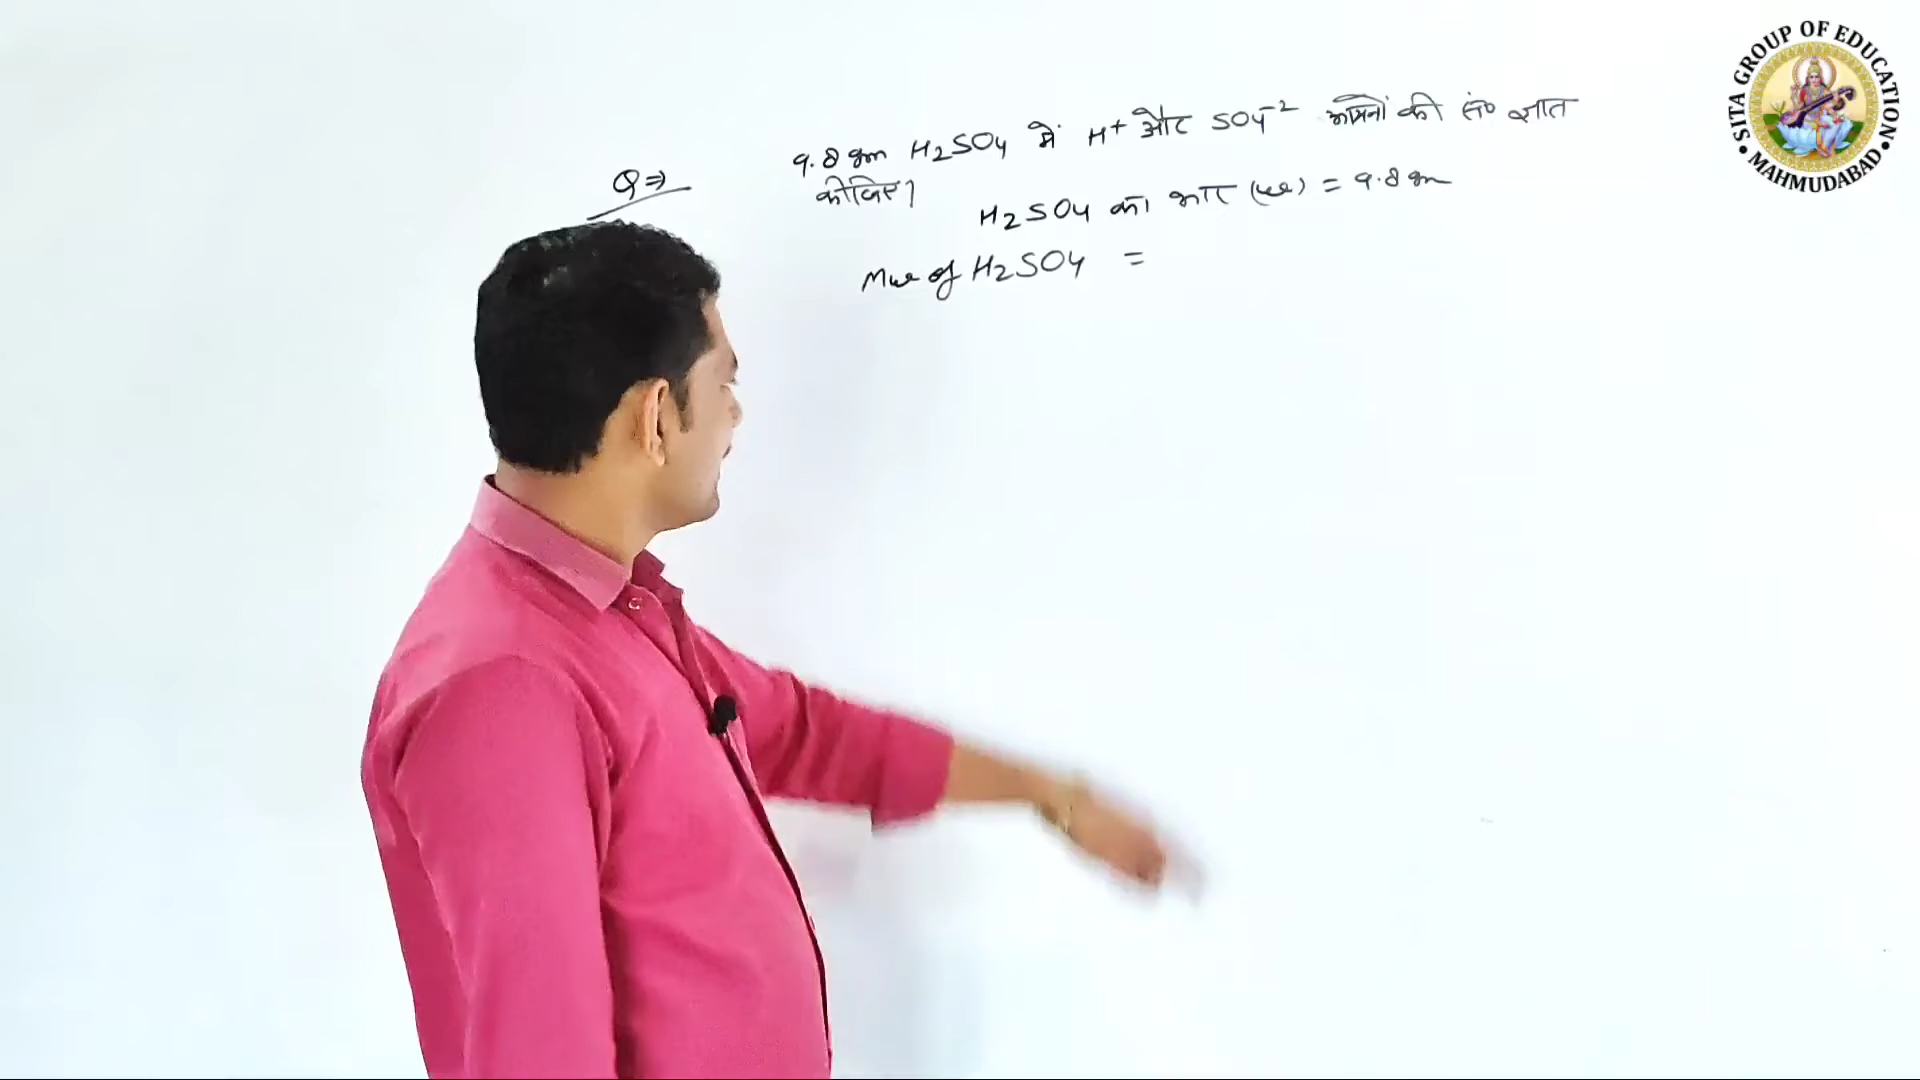 Q⇒ 9.8 gm H2SO4 में H+ और SO4-2 आयनों की सं० ज्ञात
कीजिए।
H2SO4 का भार (w) = 9.8 gm
Mw of H2SO4 =
SITA GROUP OF EDUCATION
MAHMUDABAD